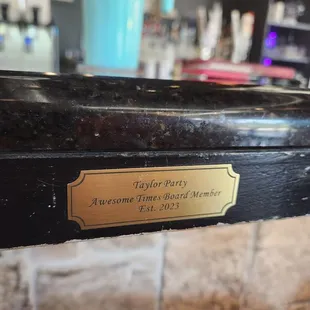 Taylor Party
Awesome Times Board Member
Est. 2023